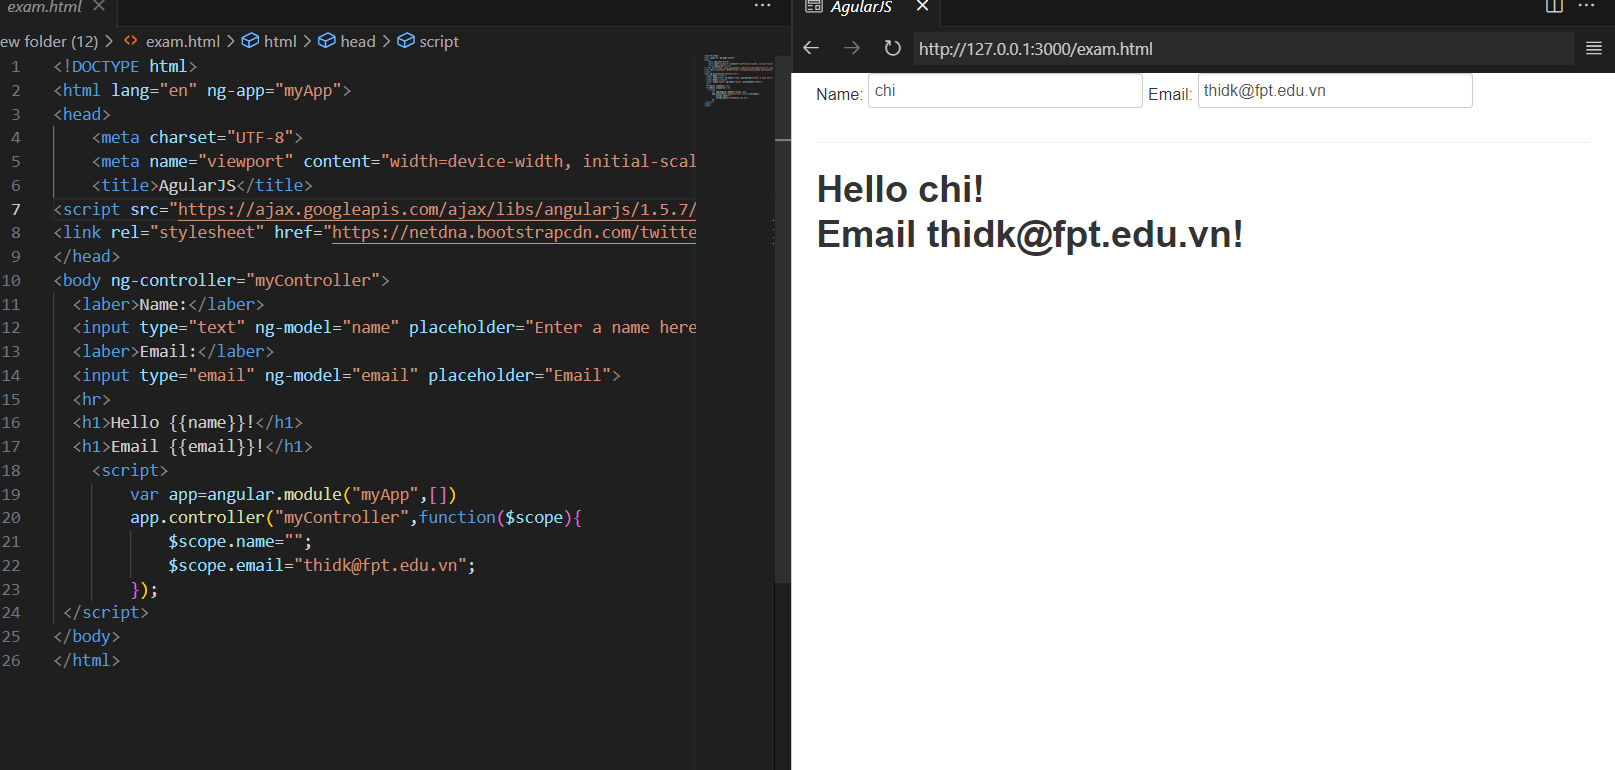 exam.html
ew folder (12) > exam.html > html > head > script
1 <!DOCTYPE html>
2 <html lang="en" ng-app="myApp">
3 <head>
4 <meta charset="UTF-8">
5 <meta name="viewport" content="width=device-width, initial-scal
6 <title>AgularJS</title>
7 <script src="https://ajax.googleapis.com/ajax/libs/angularjs/1.5.7/
8 <link rel="stylesheet" href="https://netdna.bootstrapcdn.com/twitte
9 </head>
10 <body ng-controller="myController">
11 <laber>Name:</laber>
12 <input type="text" ng-model="name" placeholder="Enter a name here
13 <laber>Email:</laber>
14 <input type="email" ng-model="email" placeholder="Email">
15 <hr>
16 <h1>Hello {{name}}!</h1>
17 <h1>Email {{email}}!</h1>
18 <script>
19 var app=angular.module("myApp",[])
20 app.controller("myController",function($scope){
21 $scope.name="";
22 $scope.email="thidk@fpt.edu.vn";
23 });
24 </script>
25 </body>
26 </html>
AgularJS
http://127.0.0.1:3000/exam.html
Name: chi Email: thidk@fpt.edu.vn
Hello chi!
Email thidk@fpt.edu.vn!